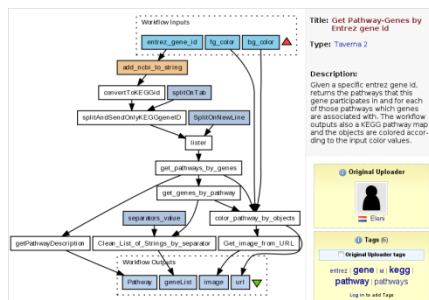 Workflow Inputs
entrez_gene_id
fg_color
bg_color
add_ncbi_to_string
convertToKEGGid
splitOnTab
splitAndSendOnlyKEGGgeneID
SplitOnNewLine
lister
get_pathways_by_genes
get_genes_by_pathway
separators_value
color_pathway_by_objects
getPathwayDescription
Clean_List_of_Strings_by_separator
Get_image_from_URL
Workflow Outputs
Pathway
geneList
image
url
Title: Get Pathway-Genes by
Entrez gene id
Type: Taverna 2
Description:
Given a specific entrez gene id,
returns the pathways that this
gene participates in and for each
of those pathways which genes
are associated with. The workflow
outputs also a KEGG pathway map
and the objects are colored accor-
ding to the input color values.
Original Uploader
Eleni
Tags (6)
Original Uploader tags
entrez | gene | id | kegg |
pathway | pathways
Log in to add Tags